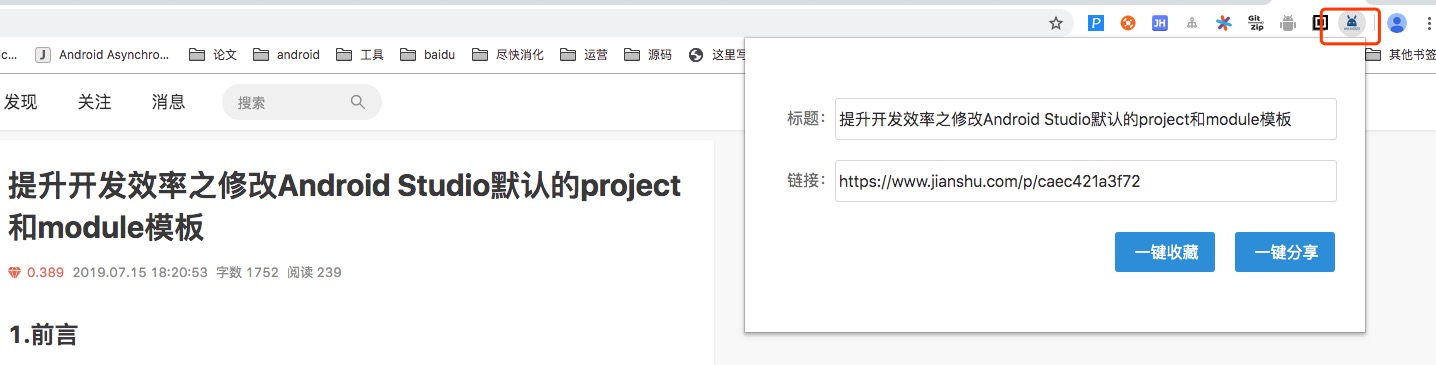 Git
Zip
ic...
J
Android Asynchro...
论文
android
工具
baidu
尽快消化
运营
源码
这里写
其他书签
P
JH
发现
关注
消息
搜索
提升开发效率之修改Android Studio默认的project
和module模板
0.389 2019.07.15 18:20:53 字数 1752 阅读 239
1.前言
标题：
提升开发效率之修改Android Studio默认的project和module模板
链接：
https://www.jianshu.com/p/caec421a3f72
一键收藏
一键分享